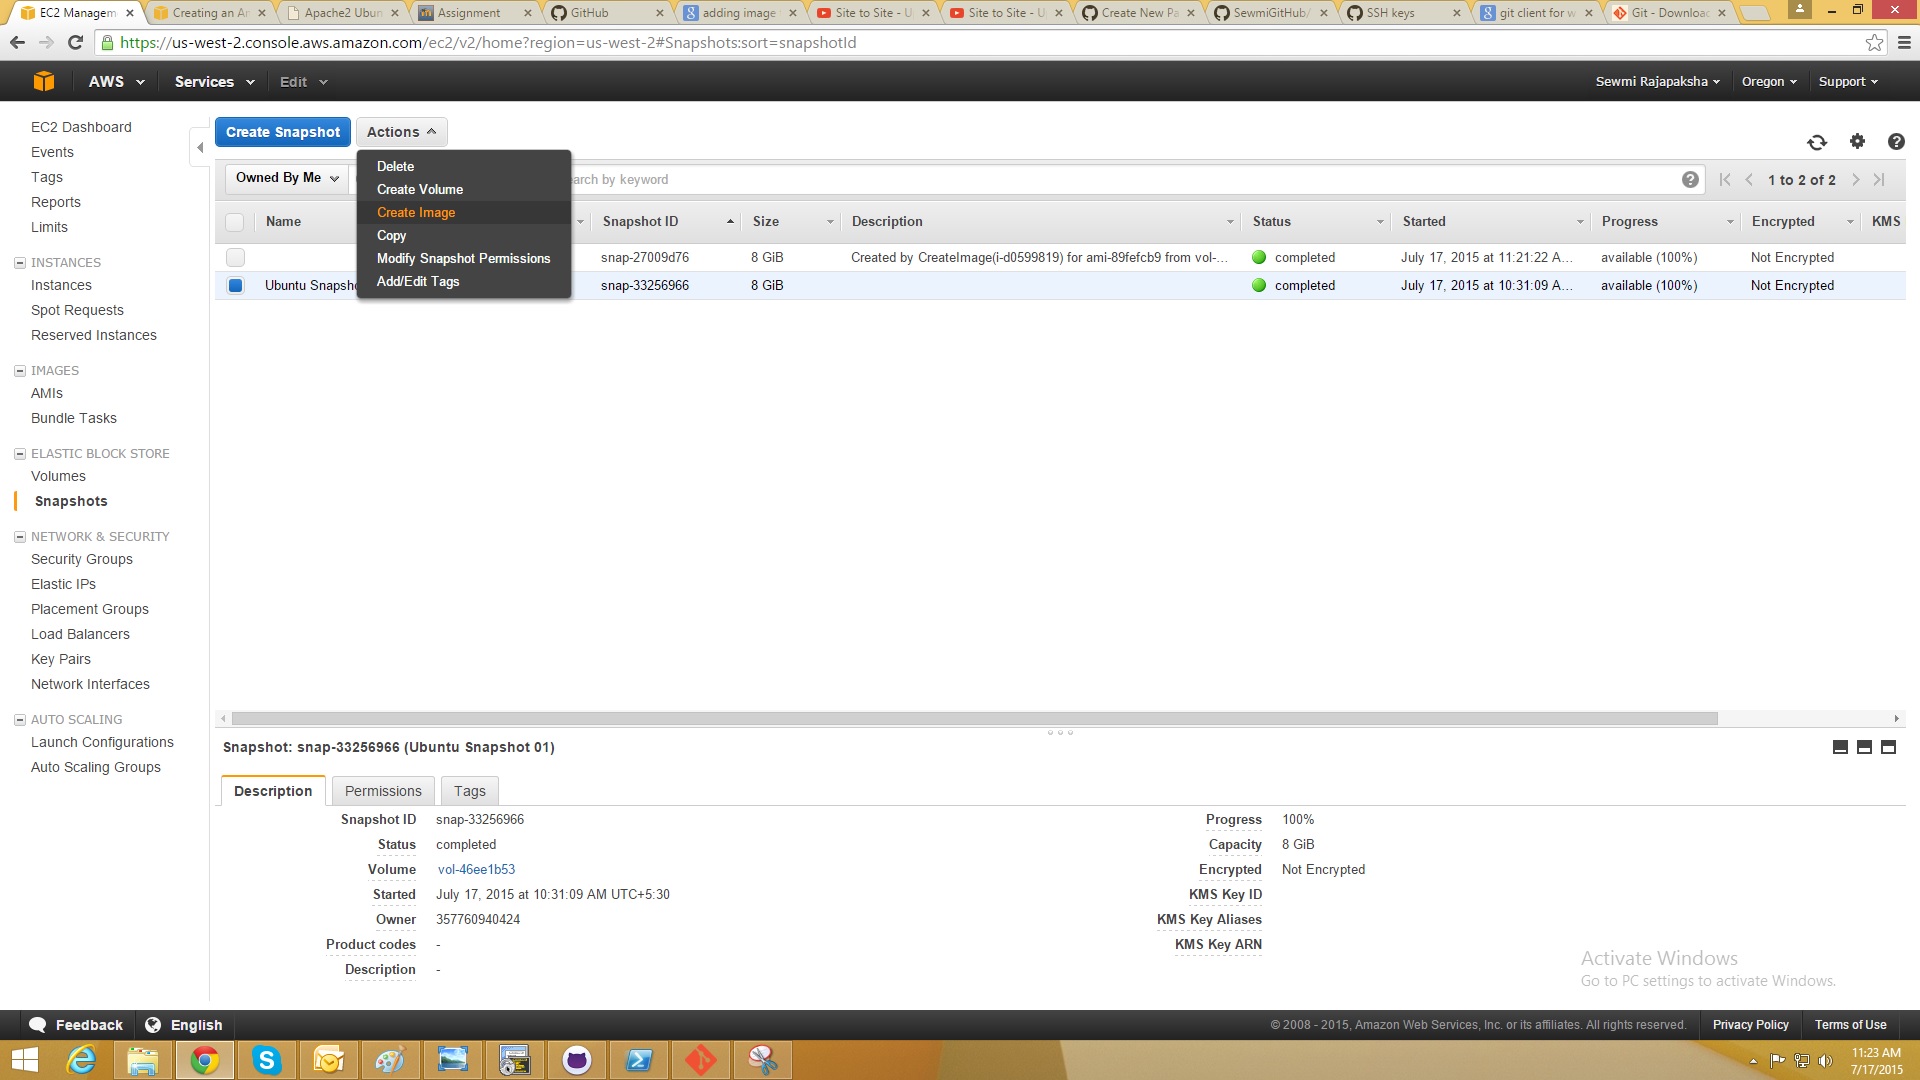 EC2 Managem
Creating an Ar
Apache2 Ubun
Assignment
GitHub
adding image
Site to Site - U
Site to Site - U
Create New Pa
SewmiGitHub/
SSH keys
git client for w
Git - Downloac
https://us-west-2.console.aws.amazon.com/ec2/v2/home?region=us-west-2#Snapshots:sort=snapshotId
AWS Services Edit
Sewmi Rajapaksha Oregon Support
EC2 Dashboard
Events
Tags
Reports
Limits
INSTANCES
Instances
Spot Requests
Reserved Instances
IMAGES
AMIs
Bundle Tasks
ELASTIC BLOCK STORE
Volumes
Snapshots
NETWORK & SECURITY
Security Groups
Elastic IPs
Placement Groups
Load Balancers
Key Pairs
Network Interfaces
AUTO SCALING
Launch Configurations
Auto Scaling Groups
Create Snapshot Actions
Delete
Create Volume
Create Image
Copy
Modify Snapshot Permissions
Add/Edit Tags
Owned By Me arch by keyword 1 to 2 of 2
Name Snapshot ID Size Description Status Started Progress Encrypted KMS
snap-27009d76 8 GiB Created by CreateImage(i-d0599819) for ami-89fefcb9 from vol-... completed July 17, 2015 at 11:21:22 A... available (100%) Not Encrypted
Ubuntu Snapsho snap-33256966 8 GiB completed July 17, 2015 at 10:31:09 A... available (100%) Not Encrypted
Snapshot: snap-33256966 (Ubuntu Snapshot 01)
Description Permissions Tags
Snapshot ID snap-33256966
Status completed
Volume vol-46ee1b53
Started July 17, 2015 at 10:31:09 AM UTC+5:30
Owner 357760940424
Product codes -
Description -
Progress 100%
Capacity 8 GiB
Encrypted Not Encrypted
KMS Key ID
KMS Key Aliases
KMS Key ARN
Activate Windows
Go to PC settings to activate Windows.
Feedback English
© 2008 - 2015, Amazon Web Services, Inc. or its affiliates. All rights reserved. Privacy Policy Terms of Use
11:23 AM
7/17/2015